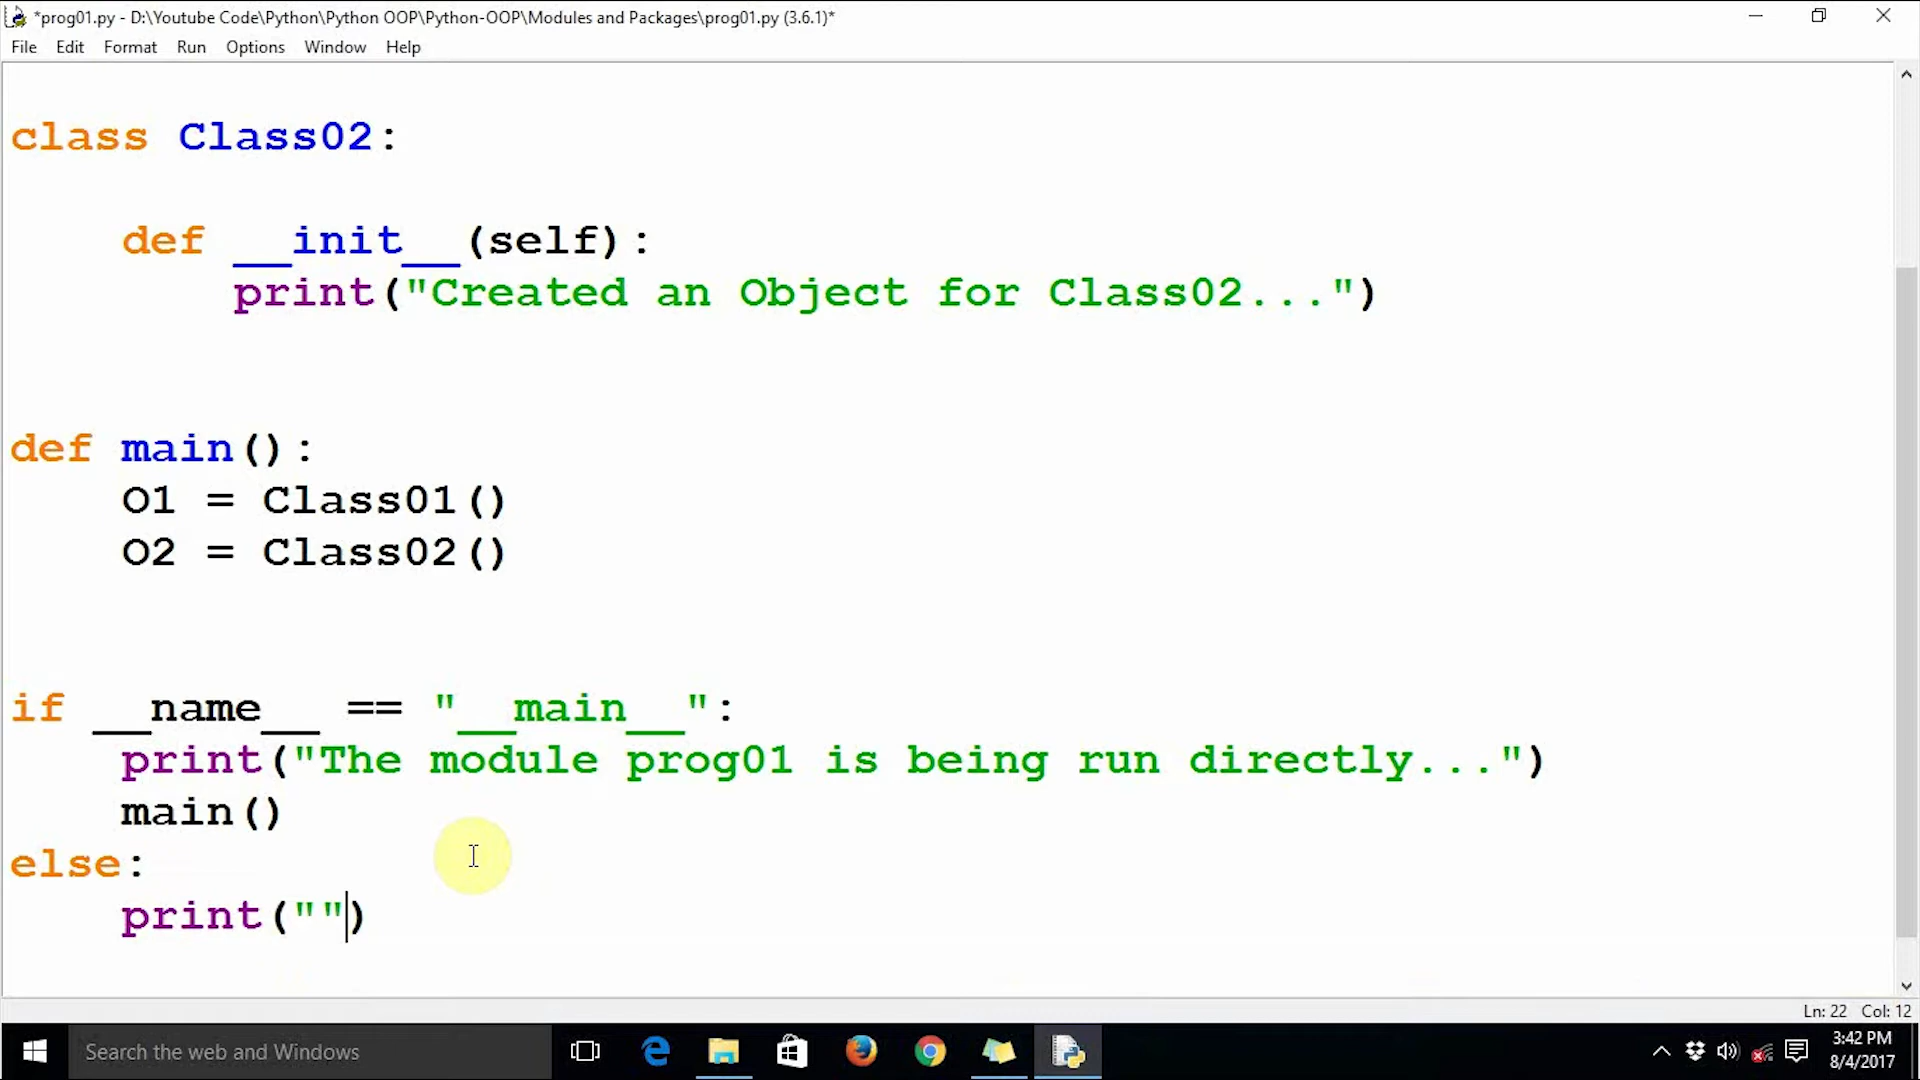 *prog01.py - D:\Youtube Code\Python\Python OOP\Python-OOP\Modules and Packages\prog01.py (3.6.1)*
File Edit Format Run Options Window Help
class Class02:
    def __init__(self):
        print("Created an Object for Class02...")
def main():
    O1 = Class01()
    O2 = Class02()
if __name__ == "__main__":
    print("The module prog01 is being run directly...")
    main()
else:
    print("")
Ln: 22 Col: 12
Search the web and Windows
3:42 PM
8/4/2017